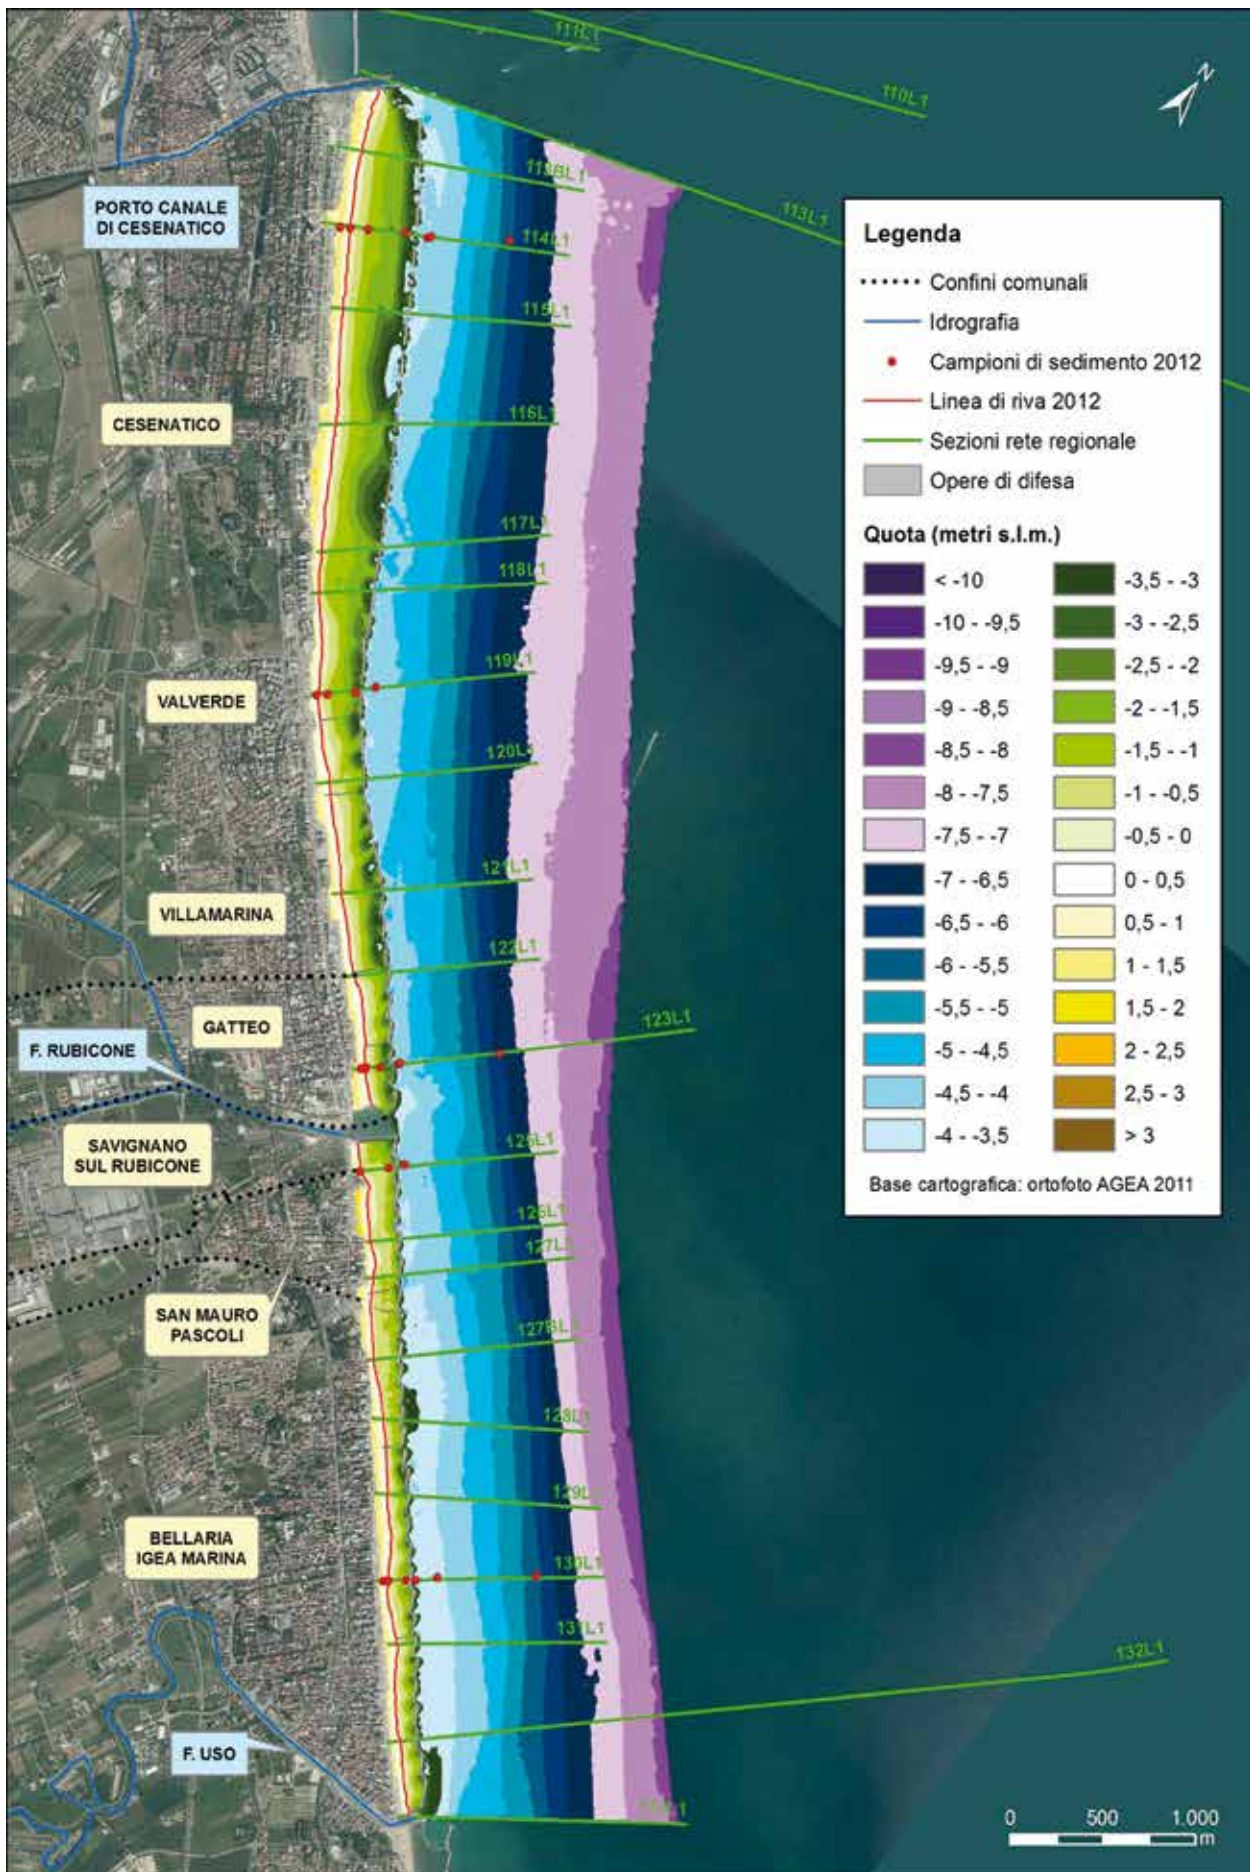 111L1
110L1
N
113BL1
113L1
PORTO CANALE
DI CESENATICO
114L1
115L1
CESENATICO
116L1
117L1
118L1
119L1
VALVERDE
120L1
121L1
VILLAMARINA
122L1
GATTEO
123L1
F. RUBICONE
SAVIGNANO
SUL RUBICONE
125L1
126L1
127L1
SAN MAURO
PASCOLI
127BL1
128L1
129L1
BELLARIA
IGEA MARINA
130L1
131L1
132L1
F. USO
Legenda
Confini comunali
Idrografia
Campioni di sedimento 2012
Linea di riva 2012
Sezioni rete regionale
Opere di difesa
Quota (metri s.l.m.)
< -10
-10 - -9,5
-9,5 - -9
-9 - -8,5
-8,5 - -8
-8 - -7,5
-7,5 - -7
-7 - -6,5
-6,5 - -6
-6 - -5,5
-5,5 - -5
-5 - -4,5
-4,5 - -4
-4 - -3,5
-3,5 - -3
-3 - -2,5
-2,5 - -2
-2 - -1,5
-1,5 - -1
-1 - -0,5
-0,5 - 0
0 - 0,5
0,5 - 1
1 - 1,5
1,5 - 2
2 - 2,5
2,5 - 3
> 3
Base cartografica: ortofoto AGEA 2011
0 500 1.000
m